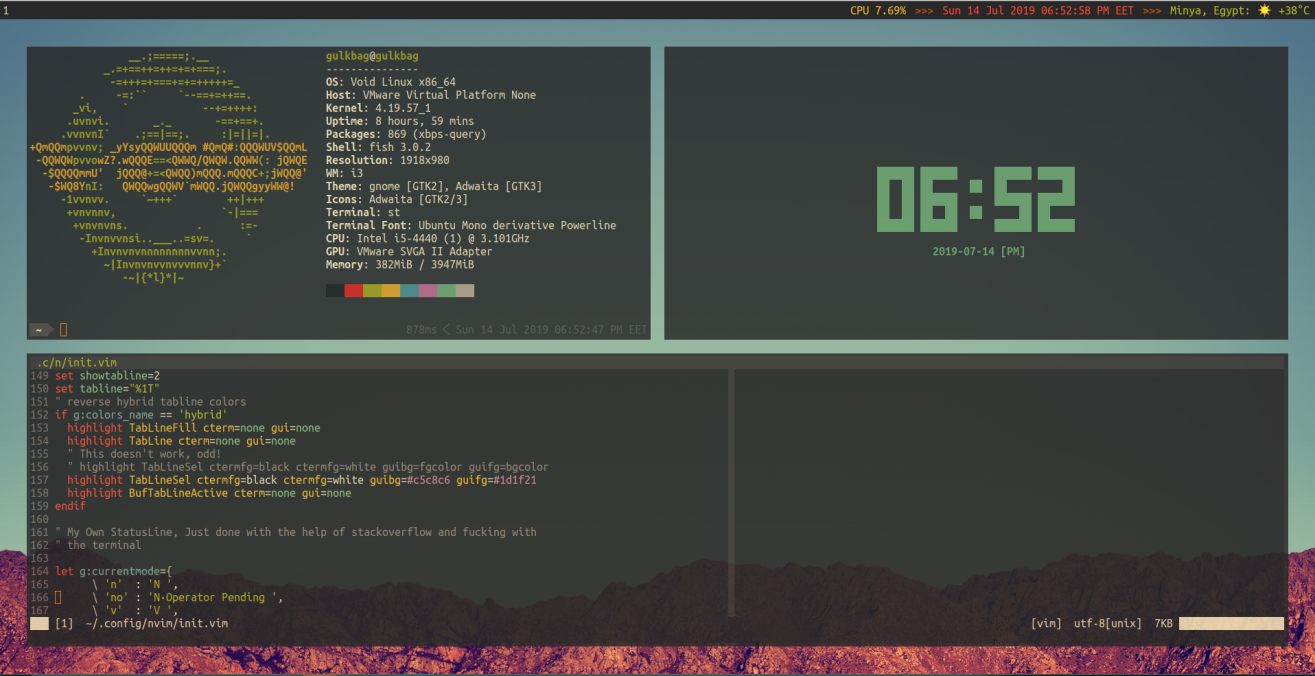 1
CPU 7.69% >>> Sun 14 Jul 2019 06:52:58 PM EET >>> Minya, Egypt: ☀ +38°C
gulkbag@gulkbag
---------------
OS: Void Linux x86_64
Host: VMware Virtual Platform None
Kernel: 4.19.57_1
Uptime: 8 hours, 59 mins
Packages: 869 (xbps-query)
Shell: fish 3.0.2
Resolution: 1918x980
WM: i3
Theme: gnome [GTK2], Adwaita [GTK3]
Icons: Adwaita [GTK2/3]
Terminal: st
Terminal Font: Ubuntu Mono derivative Powerline
CPU: Intel i5-4440 (1) @ 3.101GHz
GPU: VMware SVGA II Adapter
Memory: 382MiB / 3947MiB
~
878ms < Sun 14 Jul 2019 06:52:47 PM EET
06:52
2019-07-14 [PM]
.c/n/init.vim
149 set showtabline=2
150 set tabline="%1T"
151 " reverse hybrid tabline colors
152 if g:colors_name == 'hybrid'
153   highlight TabLineFill cterm=none gui=none
154   highlight TabLine cterm=none gui=none
155   " This doesn't work, odd!
156   " highlight TabLineSel ctermfg=black ctermfg=white guibg=fgcolor guifg=bgcolor
157   highlight TabLineSel ctermfg=black ctermfg=white guibg=#c5c8c6 guifg=#1d1f21
158   highlight BufTabLineActive cterm=none gui=none
159 endif
160
161 " My Own StatusLine, Just done with the help of stackoverflow and fucking with
162 " the terminal
163
164 let g:currentmode={
165       \ 'n'  : 'N ',
166       \ 'no' : 'N·Operator Pending ',
167       \ 'v'  : 'V ',
[1]  ~/.config/nvim/init.vim
[vim]  utf-8[unix]  7KB